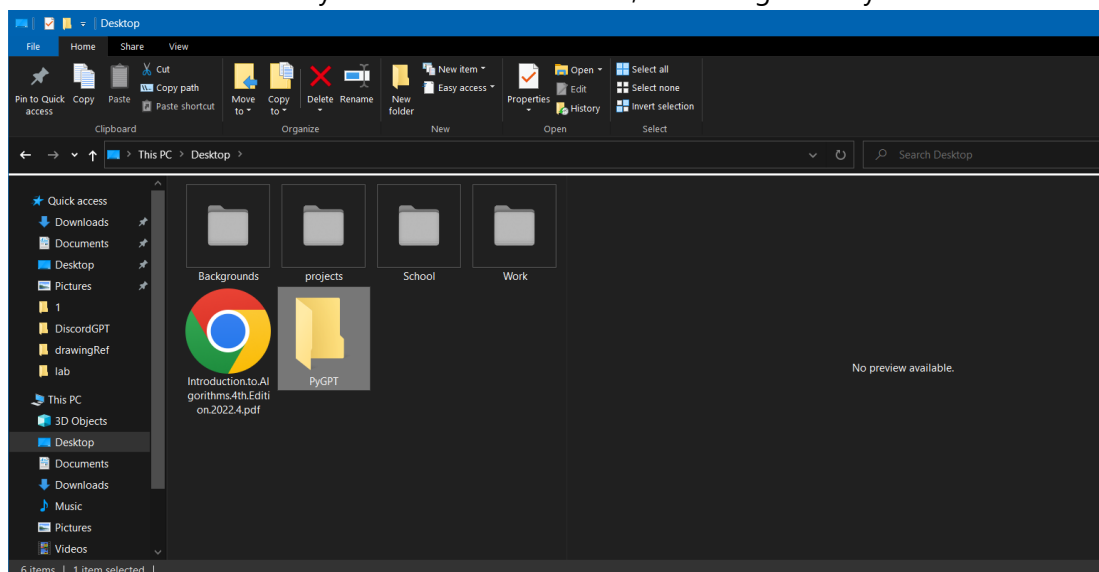 Desktop
File Home Share View
Pin to Quick access
Copy
Paste
Cut
Copy path
Paste shortcut
Move to
Copy to
Delete
Rename
New folder
New item
Easy access
Properties
Open
Edit
History
Select all
Select none
Invert selection
Clipboard Organize New Open Select
This PC > Desktop >
Search Desktop
Quick access
Downloads
Documents
Desktop
Pictures
1
DiscordGPT
drawingRef
lab
This PC
3D Objects
Desktop
Documents
Downloads
Music
Pictures
Videos
Backgrounds projects School Work
Introduction.to.Al
gorithms.4th.Editi
on.2022.4.pdf
PyGPT
No preview available.
6 items | 1 item selected |